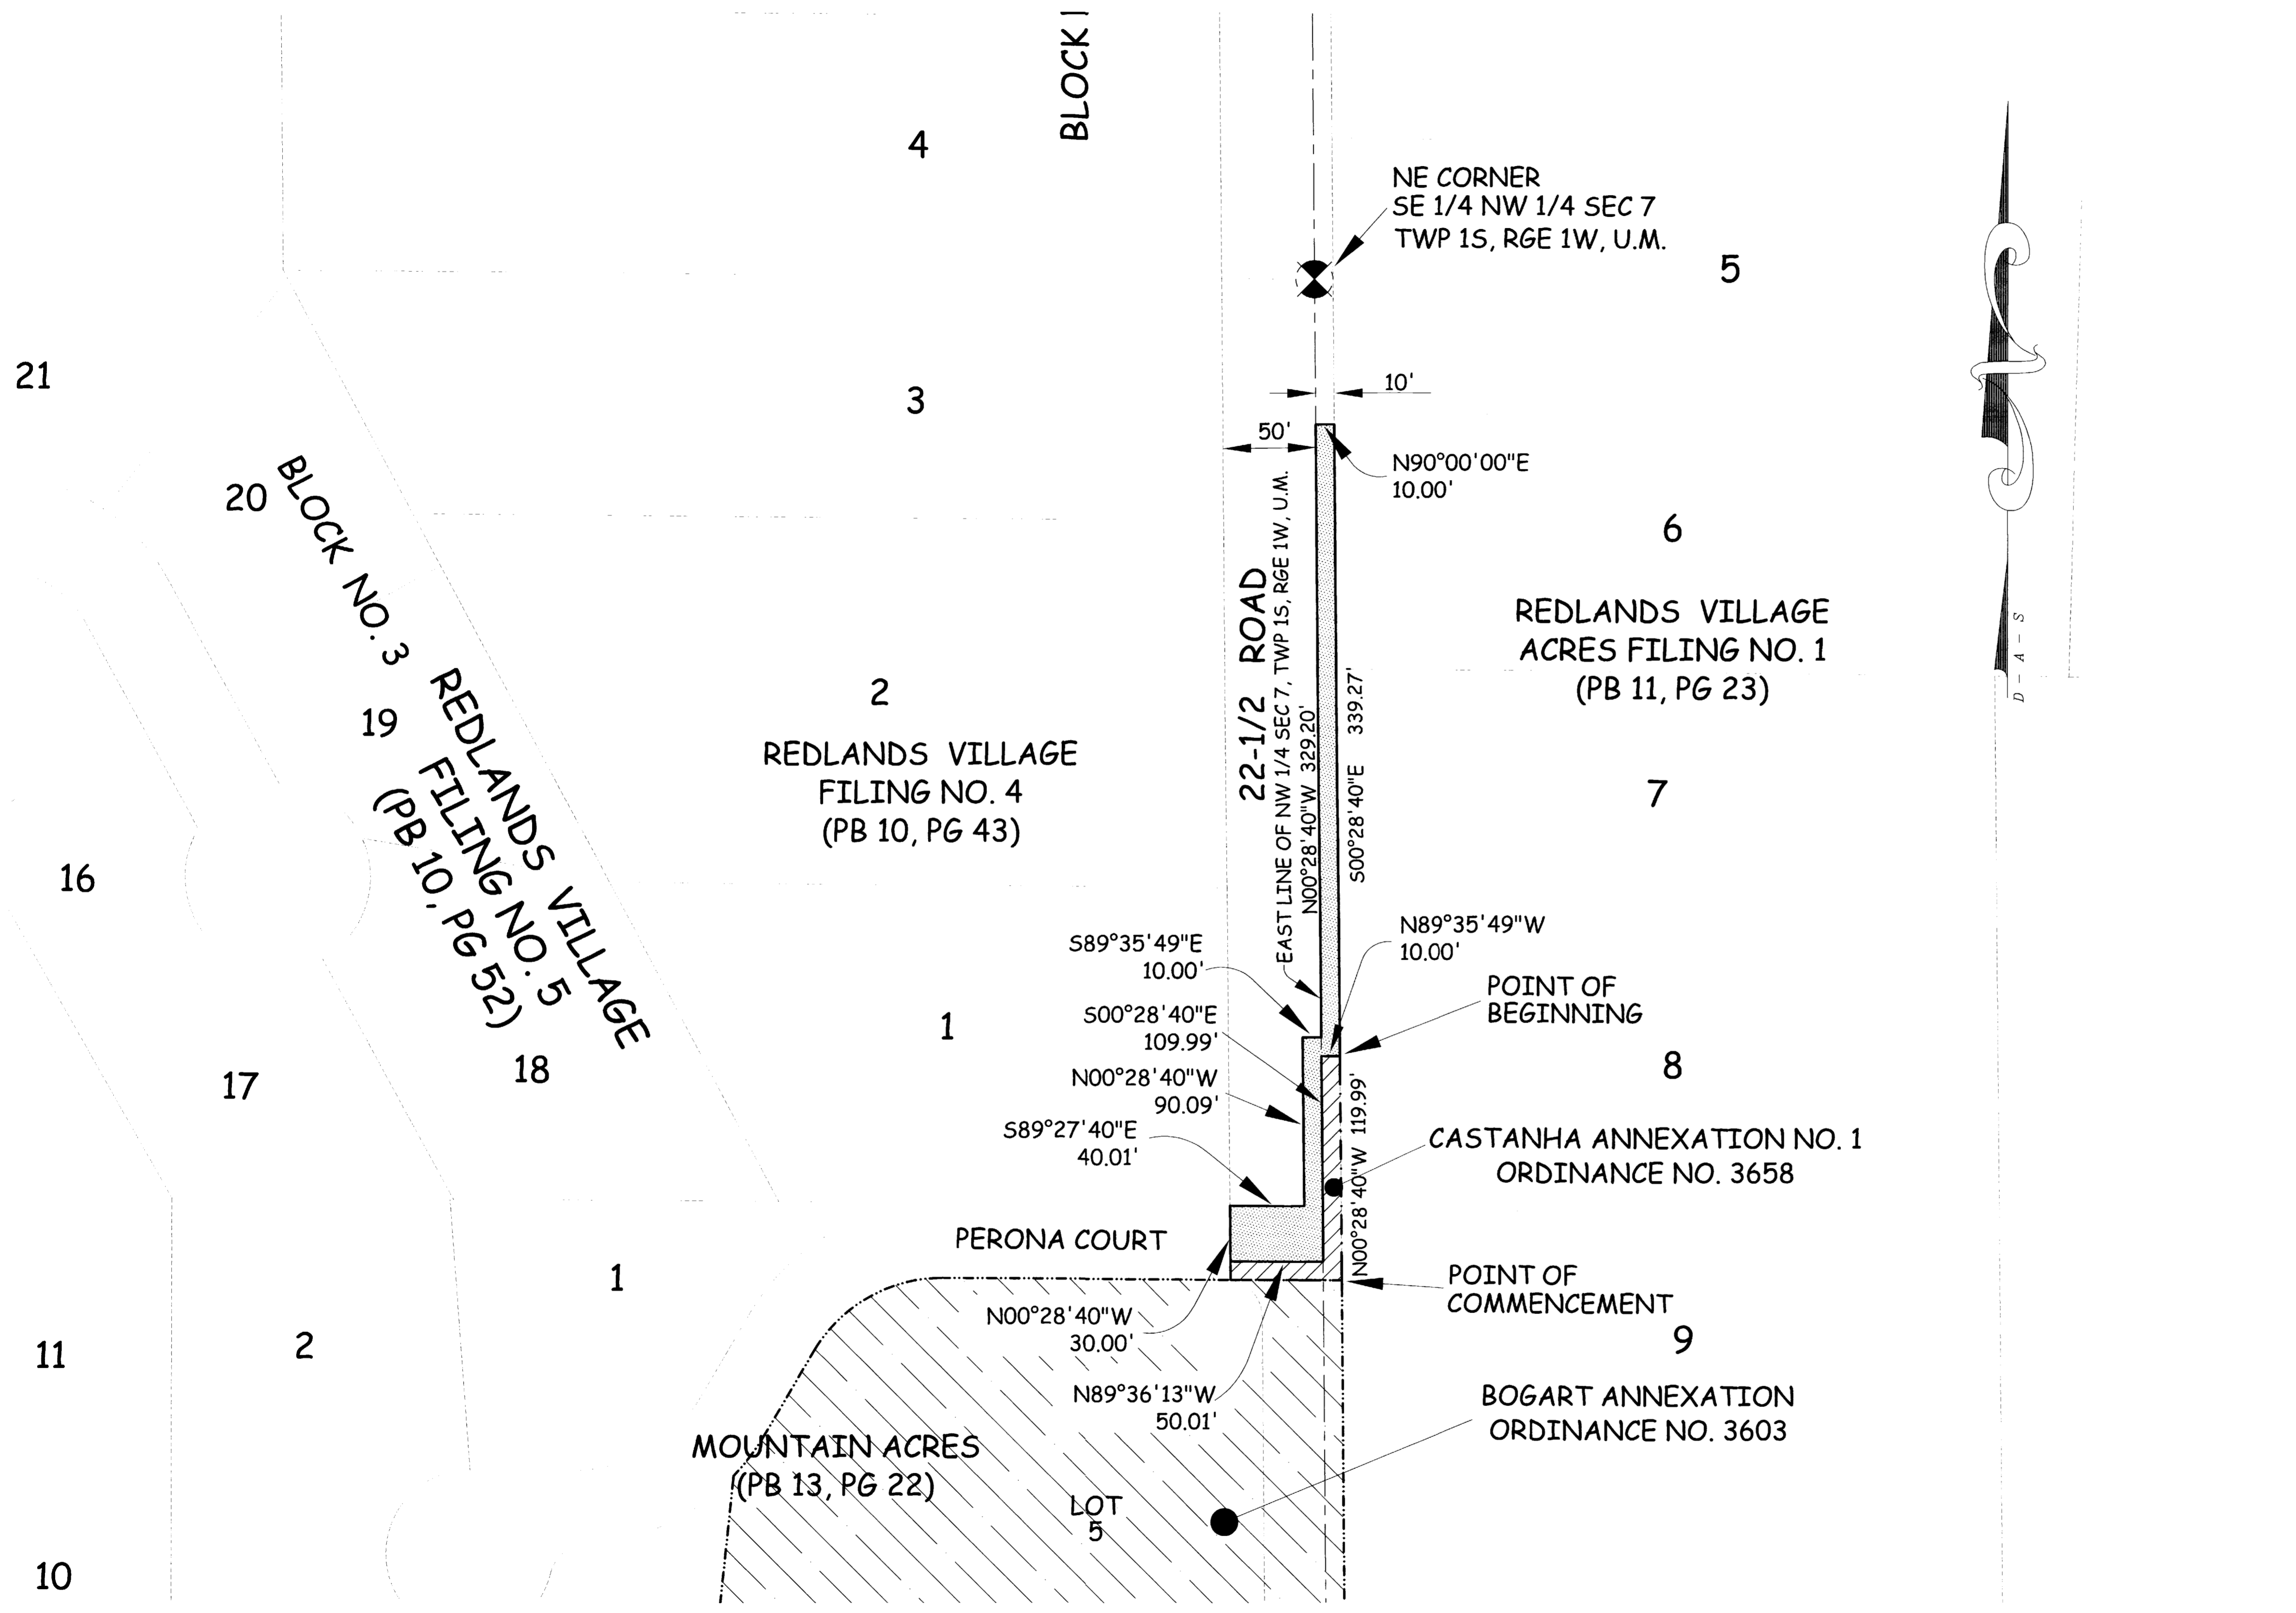 BLOCK
4
NE CORNER
SE 1/4 NW 1/4 SEC 7
TWP 1S, RGE 1W, U.M.
5
21
3
10'
50'
N90°00'00"E
10.00'
20
BLOCK NO. 3
6
REDLANDS VILLAGE
ACRES FILING NO. 1
(PB 11, PG 23)
D-A-S
22-1/2 ROAD
EAST LINE OF NW 1/4 SEC 7, TWP 1S, RGE 1W, U.M.
N00°28'40"W 329.20'
S00°28'40"E 339.27'
2
REDLANDS VILLAGE
FILING NO. 4
(PB 10, PG 43)
19
REDLANDS VILLAGE
FILING NO. 5
(PB 10, PG 52)
7
16
S89°35'49"E
10.00'
N89°35'49"W
10.00'
POINT OF
BEGINNING
1
S00°28'40"E
109.99'
18
17
8
N00°28'40"W
90.09'
S89°27'40"E
40.01'
N00°28'40"W 119.99'
CASTANHA ANNEXATION NO. 1
ORDINANCE NO. 3658
PERONA COURT
1
POINT OF
COMMENCEMENT
N00°28'40"W
30.00'
9
2
11
N89°36'13"W
50.01'
BOGART ANNEXATION
ORDINANCE NO. 3603
MOUNTAIN ACRES
(PB 13, PG 22)
LOT
5
10